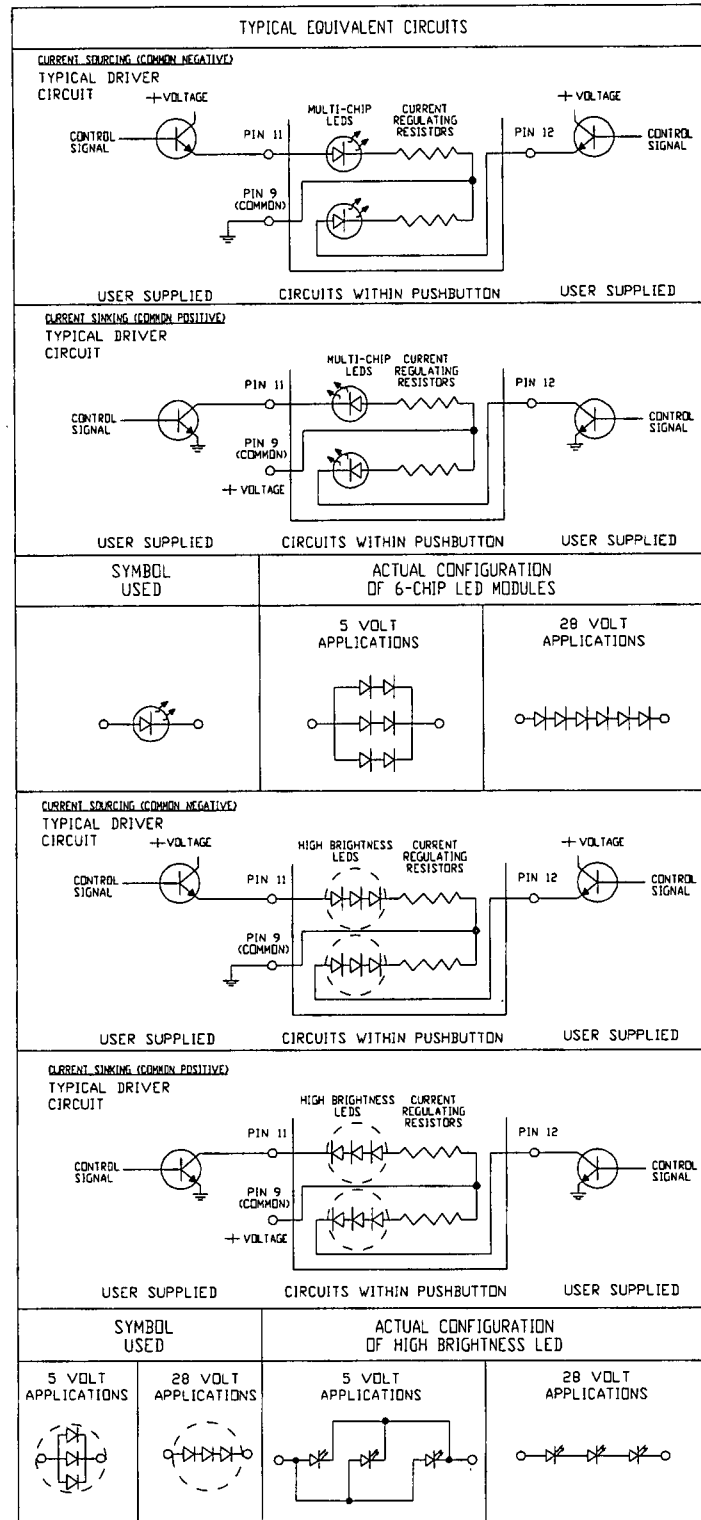 TYPICAL EQUIVALENT CIRCUITS
CURRENT SOURCING (COMMON NEGATIVE)
TYPICAL DRIVER
CIRCUIT
+ VOLTAGE
CONTROL
SIGNAL
PIN 11
MULTI-CHIP
LEDS
CURRENT
REGULATING
RESISTORS
PIN 12
+ VOLTAGE
CONTROL
SIGNAL
PIN 9
(COMMON)
USER SUPPLIED
CIRCUITS WITHIN PUSHBUTTON
USER SUPPLIED
CURRENT SINKING (COMMON POSITIVE)
TYPICAL DRIVER
CIRCUIT
CONTROL
SIGNAL
PIN 11
MULTI-CHIP
LEDS
CURRENT
REGULATING
RESISTORS
PIN 12
CONTROL
SIGNAL
PIN 9
(COMMON)
+ VOLTAGE
USER SUPPLIED
CIRCUITS WITHIN PUSHBUTTON
USER SUPPLIED
SYMBOL
USED
ACTUAL CONFIGURATION
OF 6-CHIP LED MODULES
5 VOLT
APPLICATIONS
28 VOLT
APPLICATIONS
CURRENT SOURCING (COMMON NEGATIVE)
TYPICAL DRIVER
CIRCUIT
+ VOLTAGE
CONTROL
SIGNAL
PIN 11
HIGH BRIGHTNESS
LEDS
CURRENT
REGULATING
RESISTORS
PIN 12
+ VOLTAGE
CONTROL
SIGNAL
PIN 9
(COMMON)
USER SUPPLIED
CIRCUITS WITHIN PUSHBUTTON
USER SUPPLIED
CURRENT SINKING (COMMON POSITIVE)
TYPICAL DRIVER
CIRCUIT
CONTROL
SIGNAL
PIN 11
HIGH BRIGHTNESS
LEDS
CURRENT
REGULATING
RESISTORS
PIN 12
CONTROL
SIGNAL
PIN 9
(COMMON)
+ VOLTAGE
USER SUPPLIED
CIRCUITS WITHIN PUSHBUTTON
USER SUPPLIED
SYMBOL
USED
ACTUAL CONFIGURATION
OF HIGH BRIGHTNESS LED
5 VOLT
APPLICATIONS
28 VOLT
APPLICATIONS
5 VOLT
APPLICATIONS
28 VOLT
APPLICATIONS